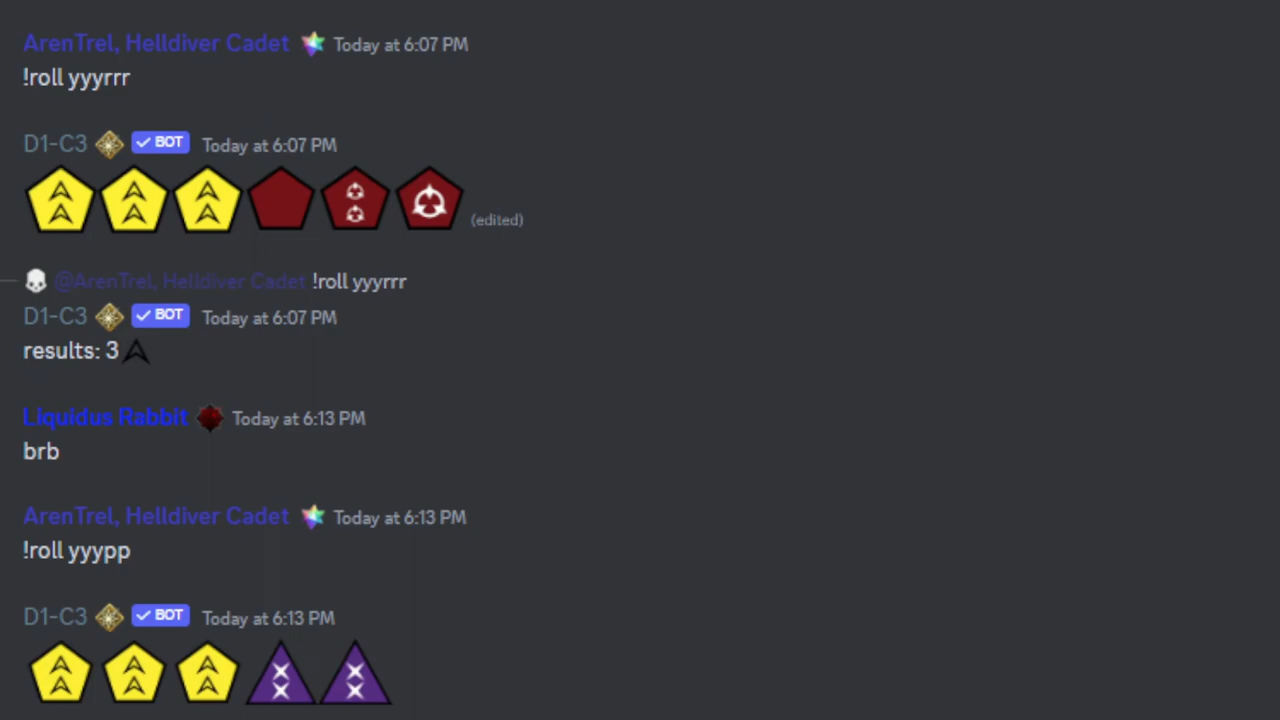 ArenTrel, Helldiver Cadet Today at 6:07 PM
!roll yyyrrr
D1-C3 BOT Today at 6:07 PM
(edited)
@ArenTrel, Helldiver Cadet !roll yyyrrr
D1-C3 BOT Today at 6:07 PM
results: 3
Liquidus Rabbit Today at 6:13 PM
brb
ArenTrel, Helldiver Cadet Today at 6:13 PM
!roll yyypp
D1-C3 BOT Today at 6:13 PM